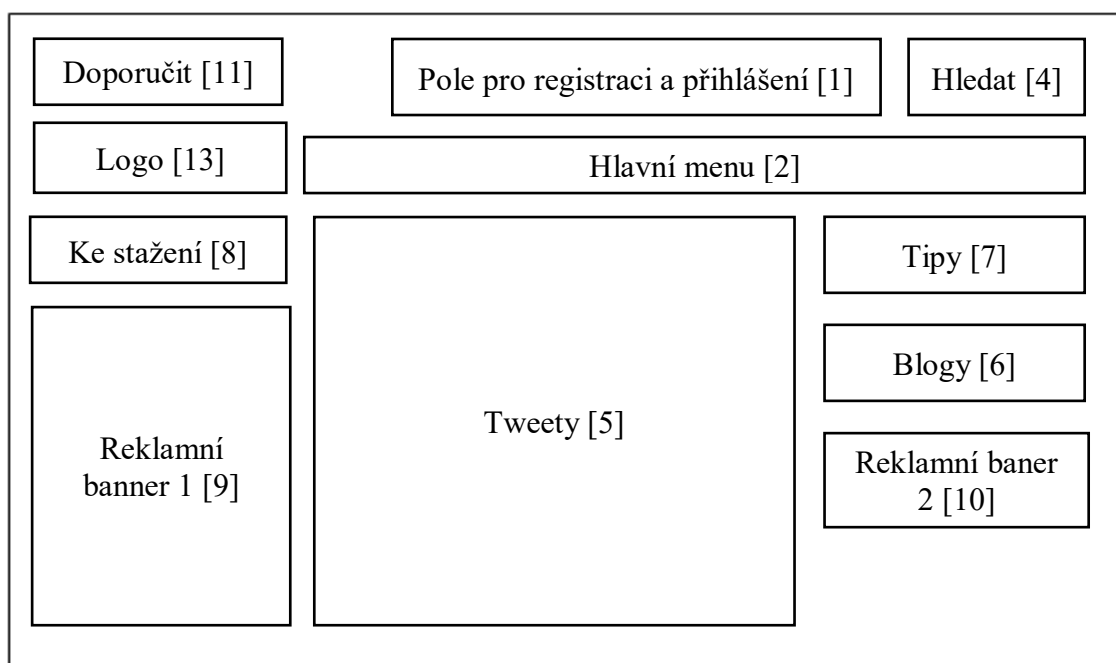 Doporučit [11]
Pole pro registraci a přihlášení [1]
Hledat [4]
Logo [13]
Hlavní menu [2]
Ke stažení [8]
Tweety [5]
Tipy [7]
Blogy [6]
Reklamní
banner 1 [9]
Reklamní baner
2 [10]